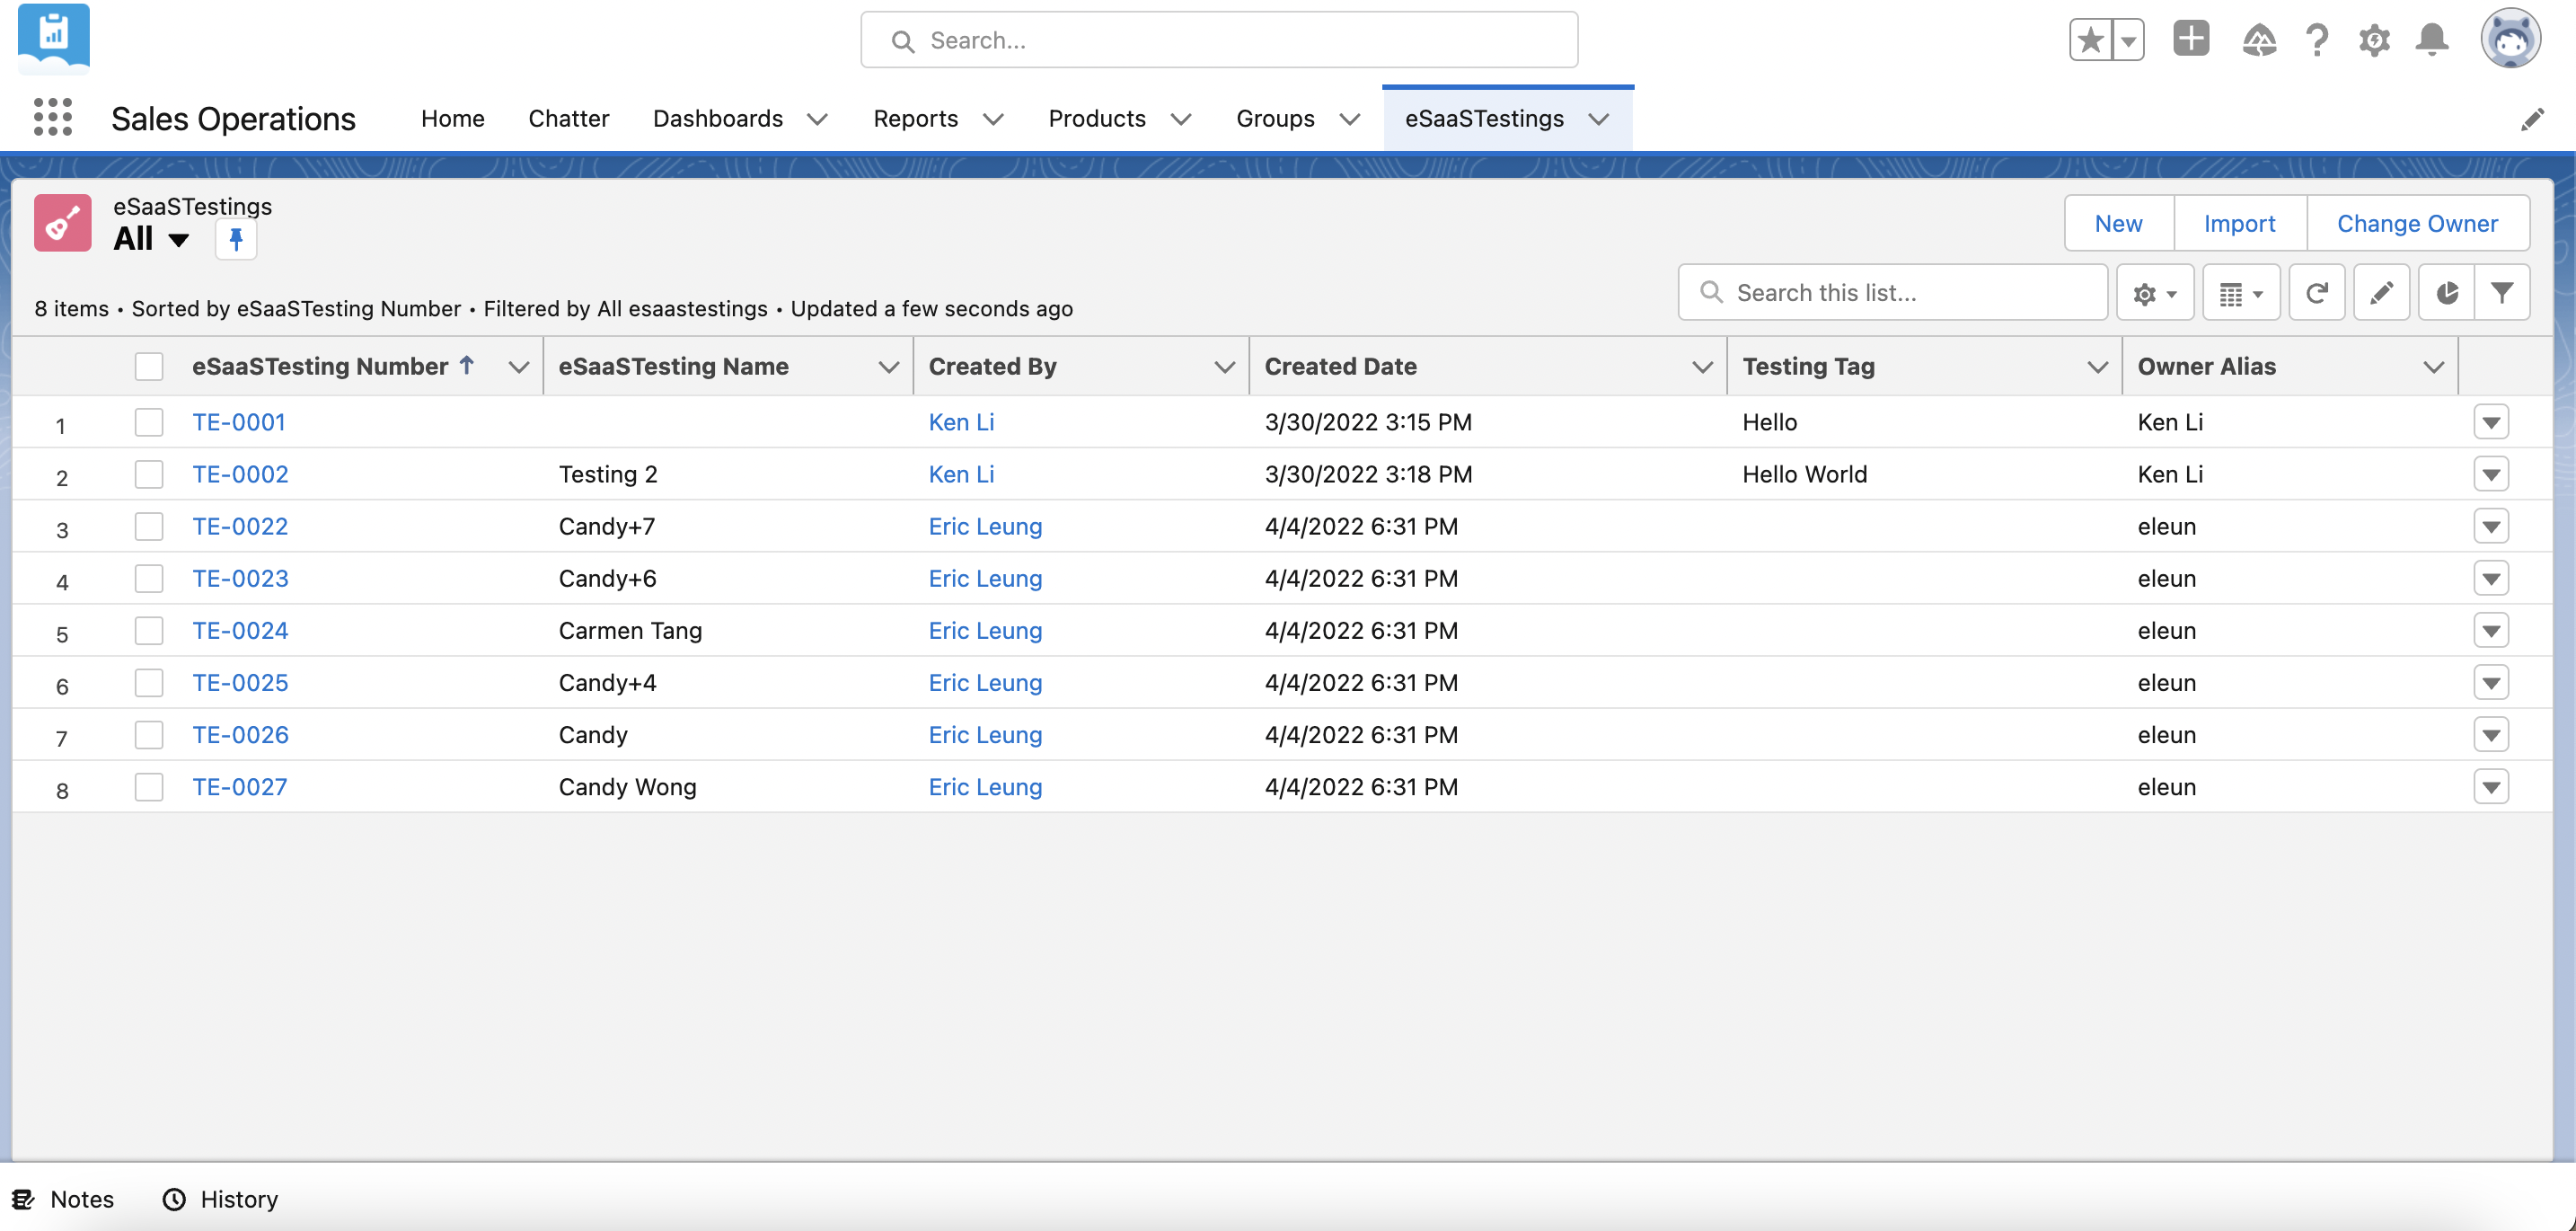 Search...
Sales Operations Home Chatter Dashboards Reports Products Groups eSaaSTestings
eSaaSTestings
All
New Import Change Owner
8 items • Sorted by eSaaSTesting Number • Filtered by All esaastestings • Updated a few seconds ago
Search this list...
eSaaSTesting Number eSaaSTesting Name Created By Created Date Testing Tag Owner Alias
1 TE-0001 Ken Li 3/30/2022 3:15 PM Hello Ken Li
2 TE-0002 Testing 2 Ken Li 3/30/2022 3:18 PM Hello World Ken Li
3 TE-0022 Candy+7 Eric Leung 4/4/2022 6:31 PM eleun
4 TE-0023 Candy+6 Eric Leung 4/4/2022 6:31 PM eleun
5 TE-0024 Carmen Tang Eric Leung 4/4/2022 6:31 PM eleun
6 TE-0025 Candy+4 Eric Leung 4/4/2022 6:31 PM eleun
7 TE-0026 Candy Eric Leung 4/4/2022 6:31 PM eleun
8 TE-0027 Candy Wong Eric Leung 4/4/2022 6:31 PM eleun
Notes History